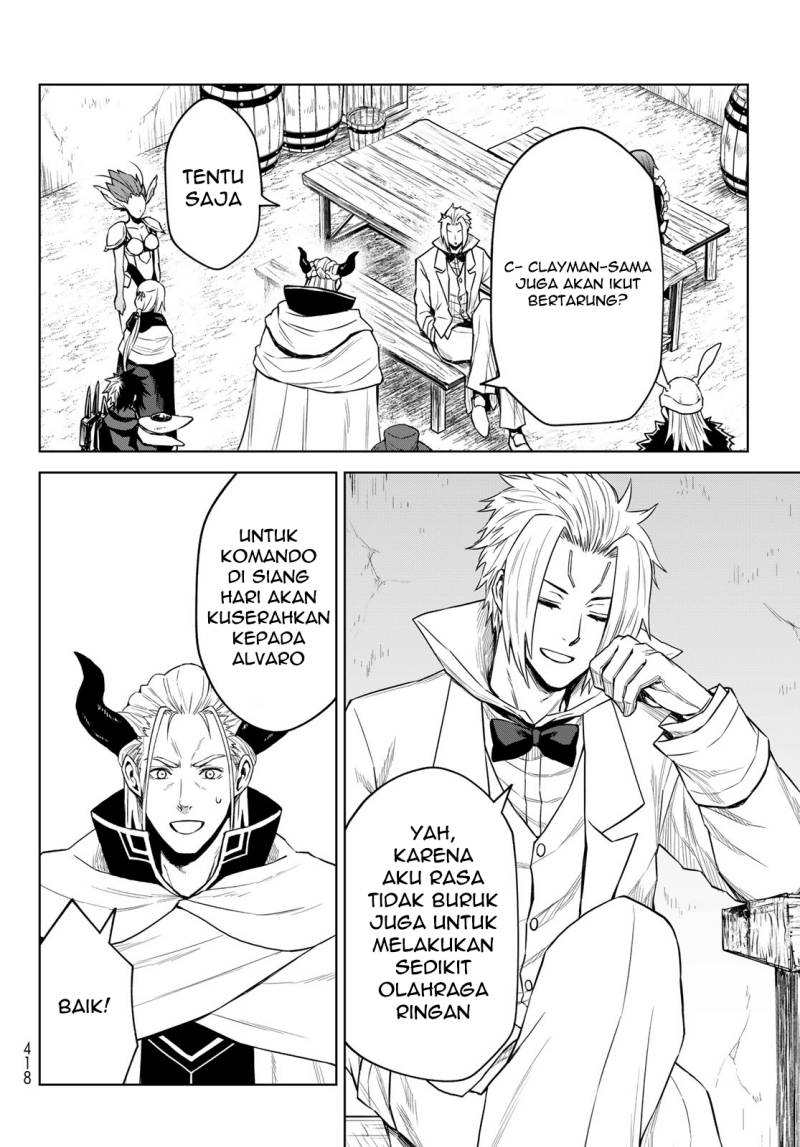 C- CLAYMAN-SAMA
JUGA AKAN IKUT
BERTARUNG?
TENTU
SAJA
YAH,
KARENA
AKU RASA
TIDAK BURUK
JUGA UNTUK
MELAKUKAN
SEDIKIT
OLAHRAGA
RINGAN
UNTUK
KOMANDO
DI SIANG
HARI AKAN
KUSERAHKAN
KEPADA
ALVARO
BAIK!
418